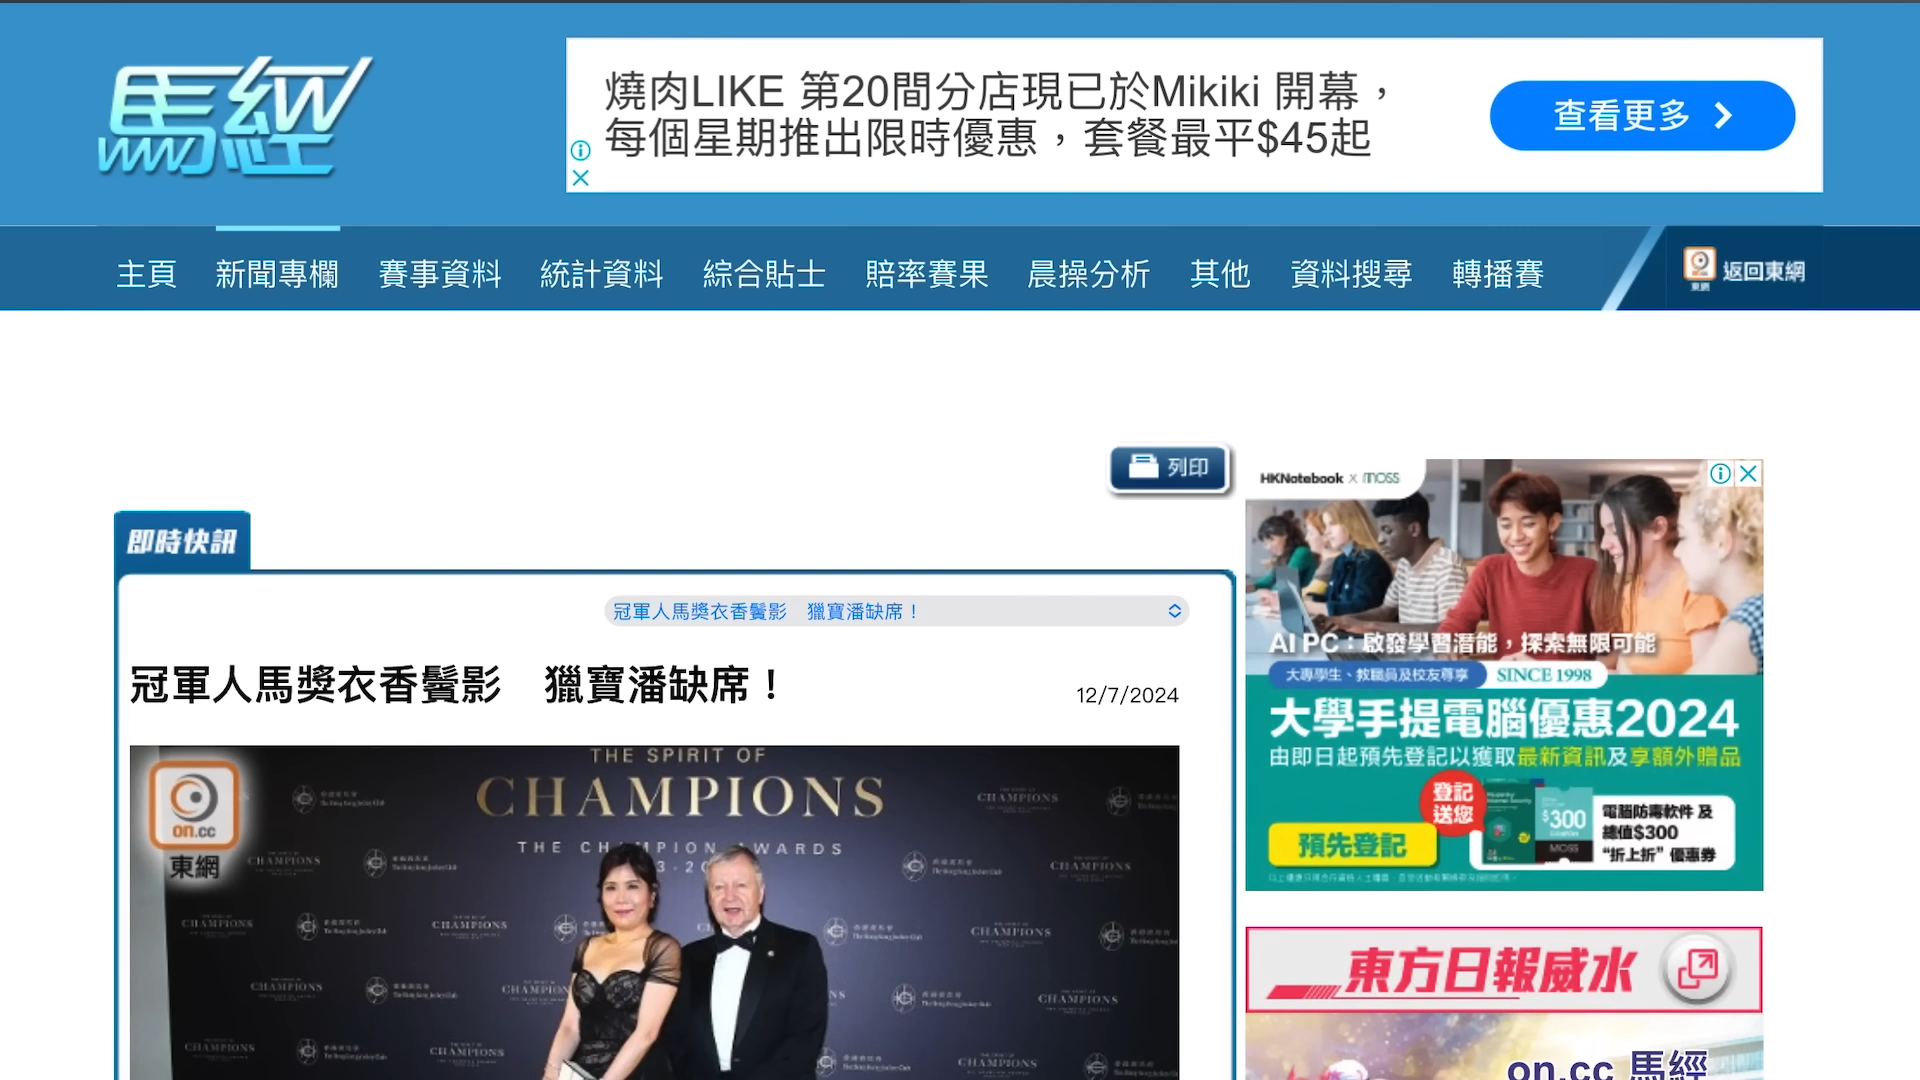 馬經
燒肉LIKE 第20間分店現已於Mikiki 開幕，
每個星期推出限時優惠，套餐最平$45起
查看更多
主頁
新聞專欄
賽事資料
統計資料
綜合貼士
賠率賽果
晨操分析
其他
資料搜尋
轉播賽
東網
返回東網
列印
即時快訊
冠軍人馬獎衣香鬢影　獵寶潘缺席！
冠軍人馬獎衣香鬢影　獵寶潘缺席！
12/7/2024
on.cc
東網
THE SPIRIT OF
CHAMPIONS
THE CHAMPION AWARDS
HKNotebook X moss
AI PC：啟發學習潛能，探索無限可能
大專學生、教職員及校友尊享
SINCE 1998
大學手提電腦優惠2024
由即日起預先登記以獲取最新資訊及享額外贈品
登記
送您
預先登記
$300
MOSS
電腦防毒軟件 及
總值$300
“折上折” 優惠券
東方日報威水
on.cc 馬經